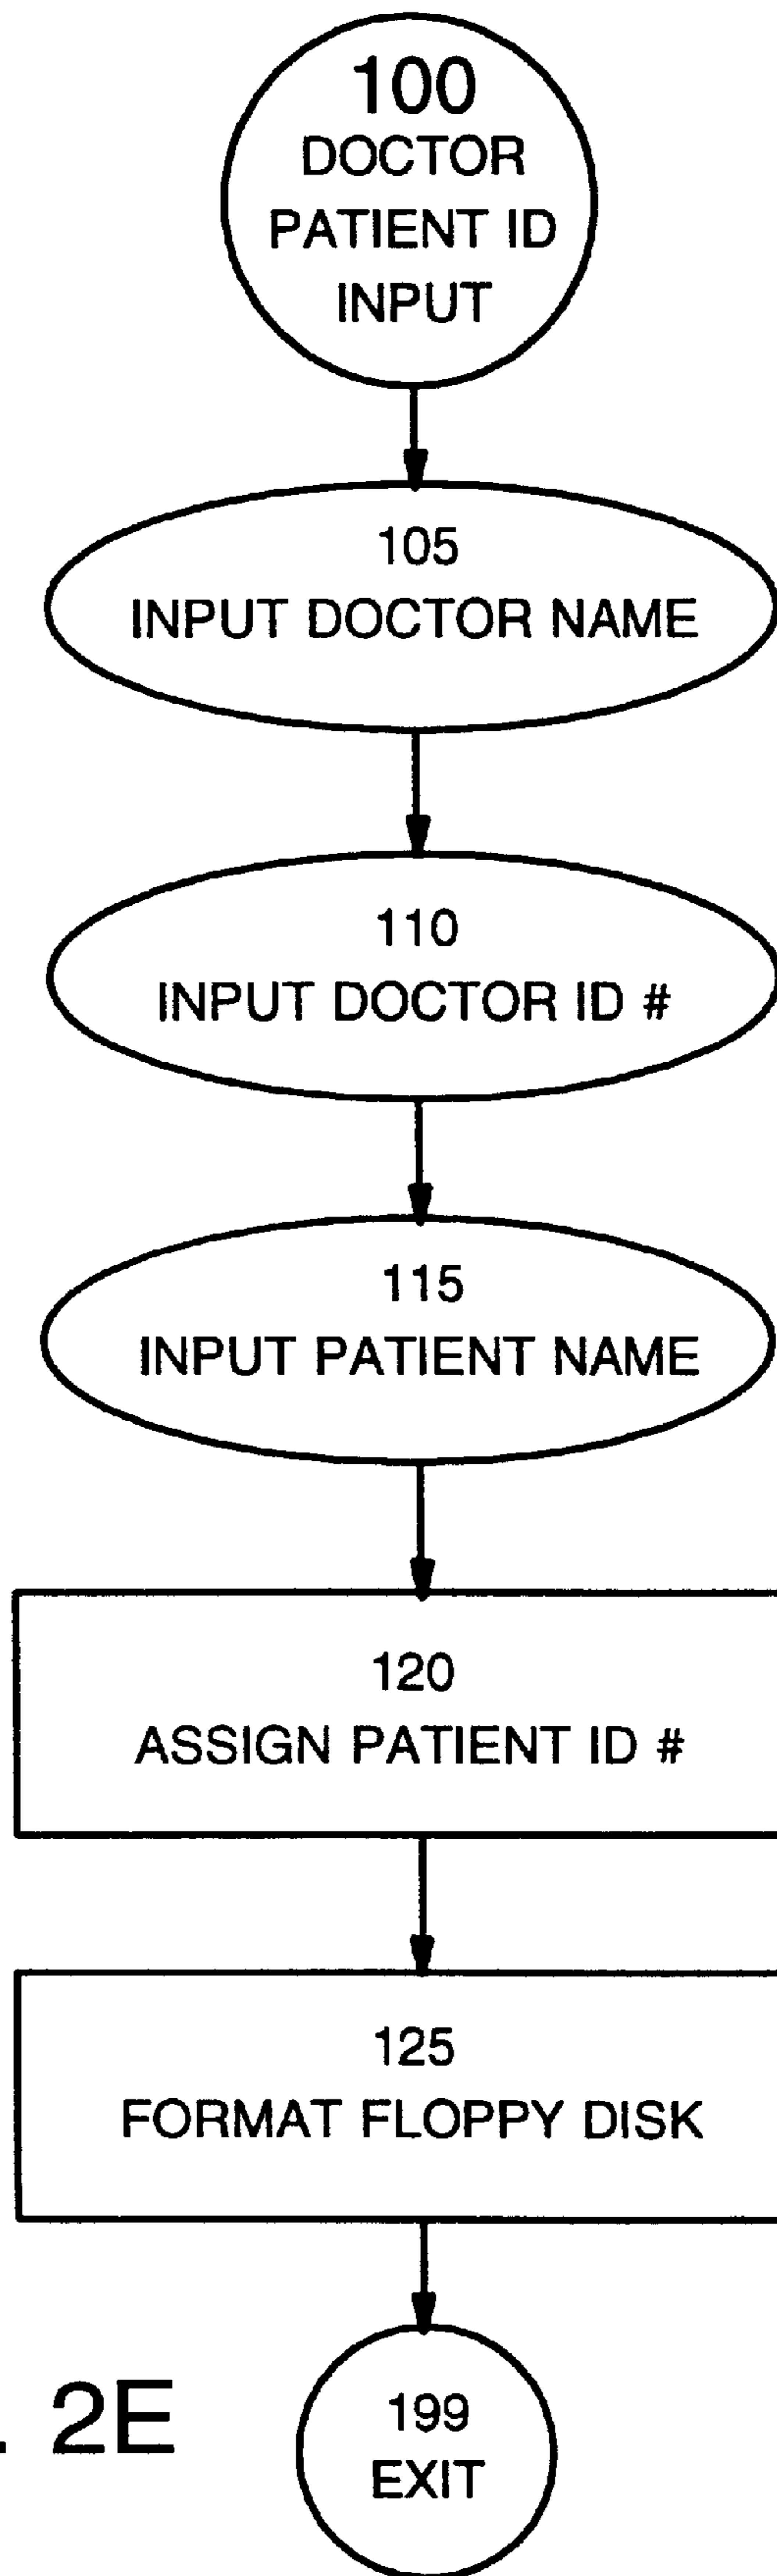 100
DOCTOR
PATIENT ID
INPUT
105
INPUT DOCTOR NAME
110
INPUT DOCTOR ID #
115
INPUT PATIENT NAME
120
ASSIGN PATIENT ID #
125
FORMAT FLOPPY DISK
199
EXIT
. 2E